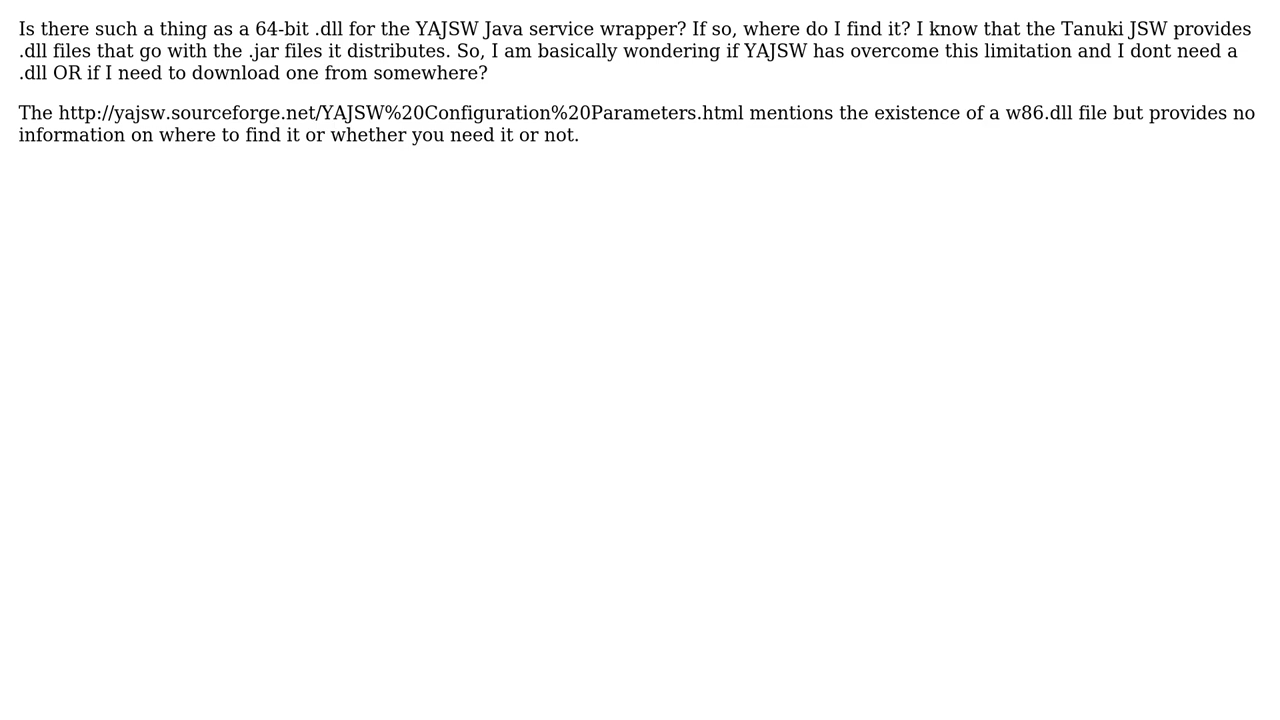 Is there such a thing as a 64-bit .dll for the YAJSW Java service wrapper? If so, where do I find it? I know that the Tanuki JSW provides
.dll files that go with the .jar files it distributes. So, I am basically wondering if YAJSW has overcome this limitation and I dont need a
.dll OR if I need to download one from somewhere?
The http://yajsw.sourceforge.net/YAJSW%20Configuration%20Parameters.html mentions the existence of a w86.dll file but provides no
information on where to find it or whether you need it or not.